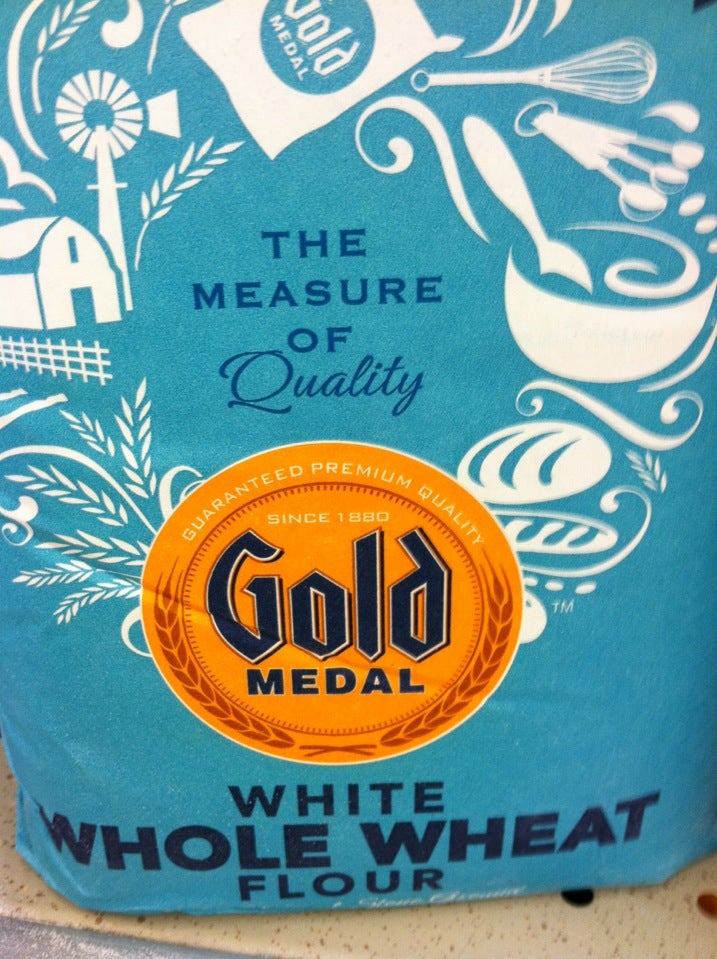 Gold
MEDAL
THE
MEASURE
OF
Quality
GUARANTEED PREMIUM QUALITY
SINCE 1880
Gold
MEDAL
TM
WHITE
WHOLE WHEAT
FLOUR